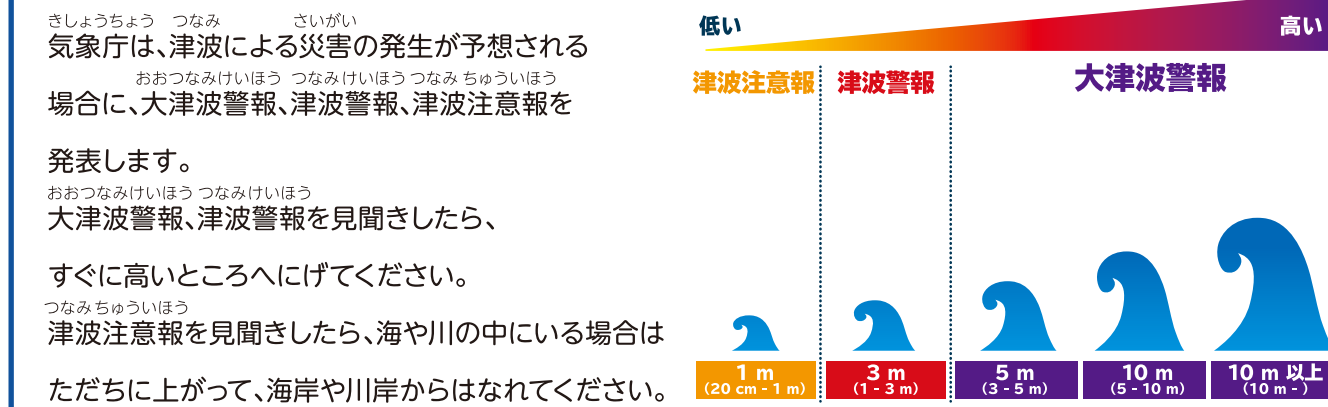 きしょうちょう つなみ さいがい
気象庁は、津波による災害の発生が予想される
おおつなみけいほう つなみけいほう つなみちゅういほう
場合に、大津波警報、津波警報、津波注意報を
発表します。
おおつなみけいほう つなみけいほう
大津波警報、津波警報を見聞きしたら、
すぐに高いところへにげてください。
つなみちゅういほう
津波注意報を見聞きしたら、海や川の中にいる場合は
ただちに上がって、海岸や川岸からはなれてください。
低い 高い
津波注意報 津波警報 大津波警報
1 m 3 m 5 m 10 m 10 m 以上
(20 cm - 1 m) (1 - 3 m) (3 - 5 m) (5 - 10 m) (10 m - )